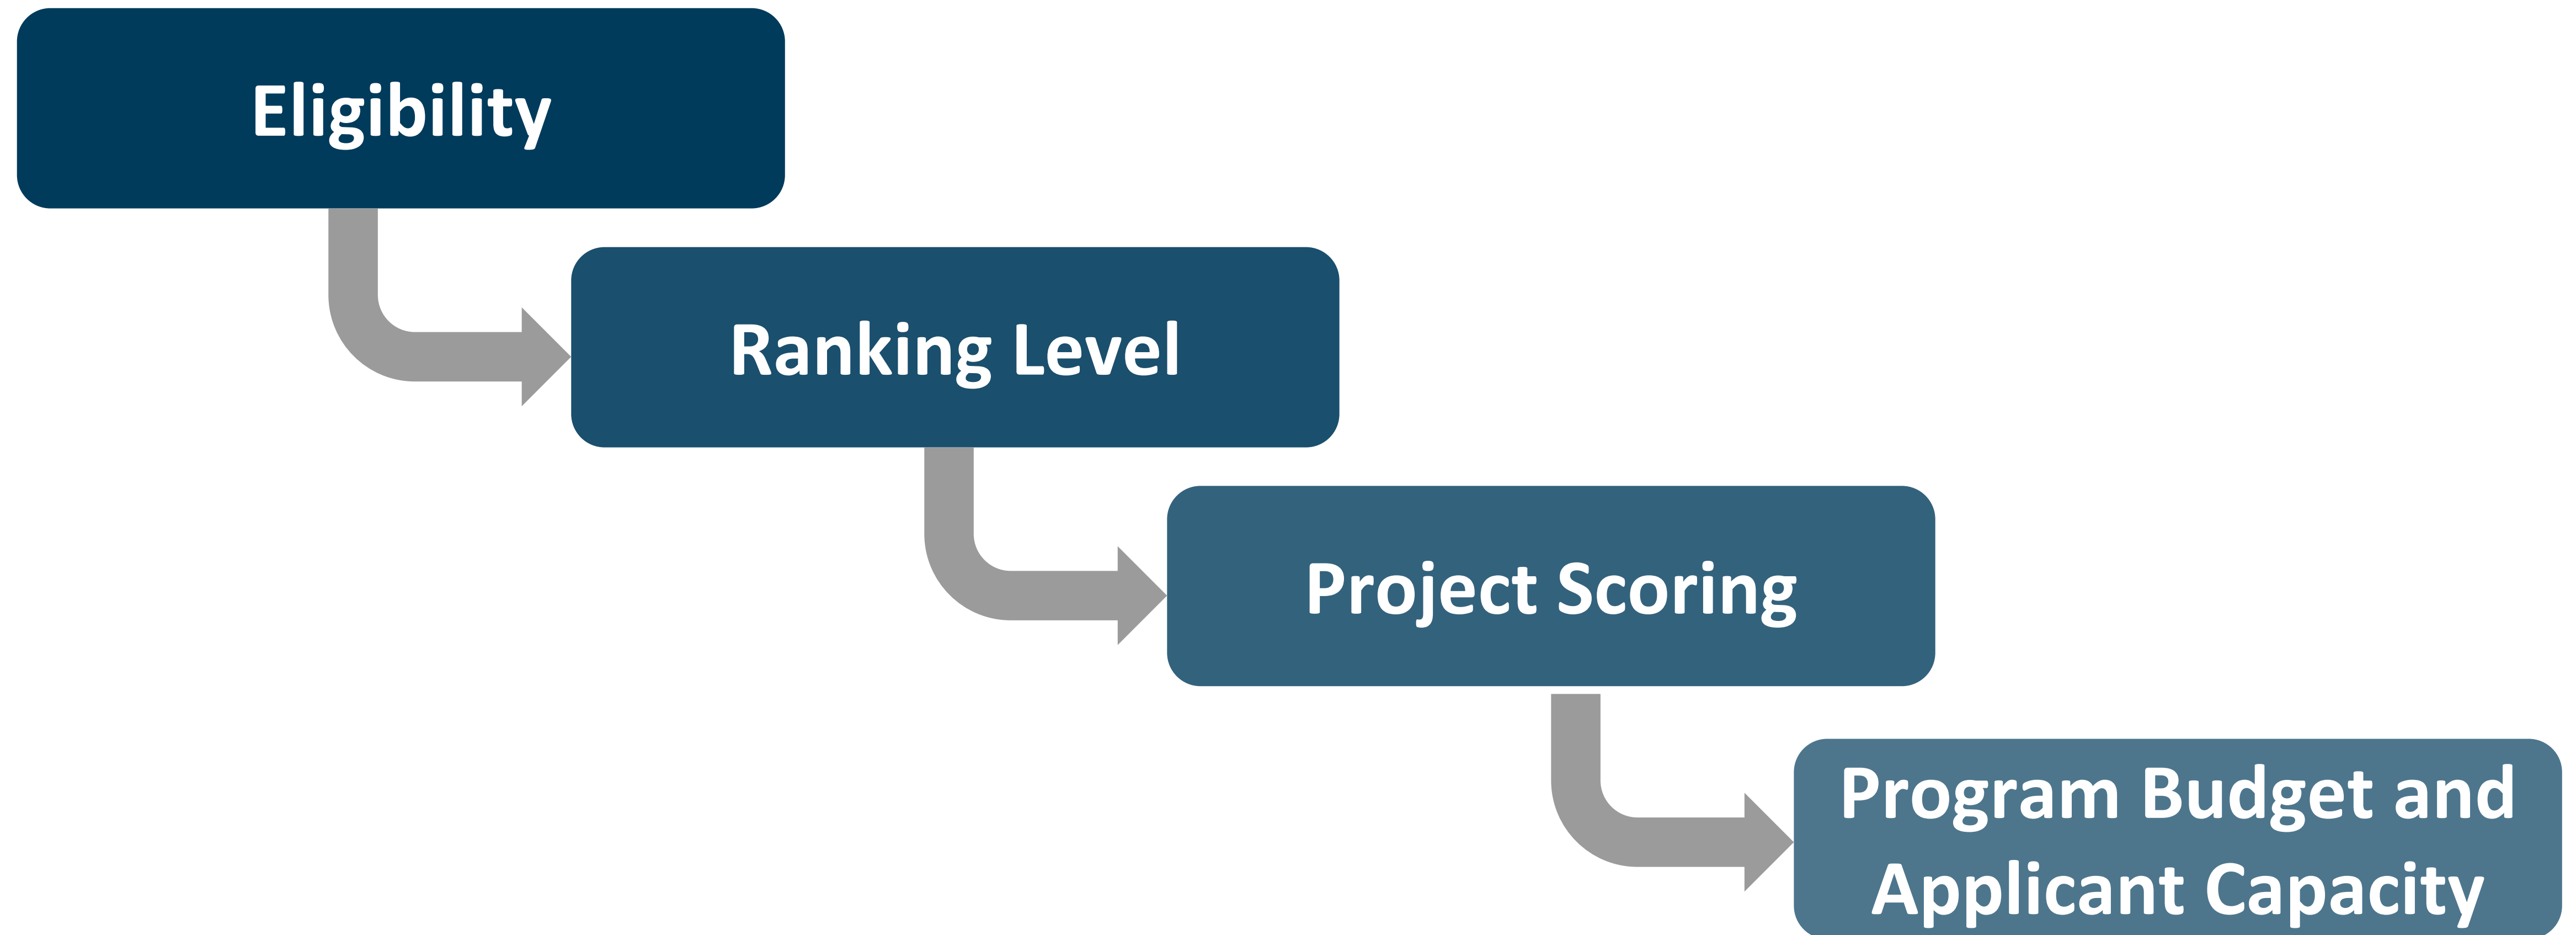 Eligibility
Ranking Level
Project Scoring
Program Budget and
Applicant Capacity